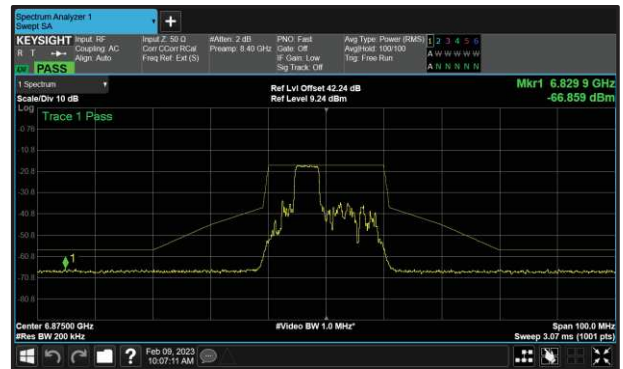 Spectrum Analyzer 1
Swept SA
+
KEYSIGHT
R T
PASS
Input: RF
Coupling: AC
Align: Auto
Input Z: 50 Ω
Corr CCorr RCal
Freq Ref: Ext (S)
#Atten: 2 dB
Preamp: 8.40 GHz
PNO: Fast
Gate: Off
IF Gain: Low
Sig Track: Off
Avg Type: Power (RMS)
Avg|Hold: 100/100
Trig: Free Run
1 2 3 4 5 6
A W W W W W
A N N N N N
1 Spectrum
Scale/Div 10 dB
Log
Ref Lvl Offset 42.24 dB
Ref Level 9.24 dBm
Mkr1 6.829 9 GHz
-66.859 dBm
Trace 1 Pass
-0.76
-10.8
-20.8
-30.8
-40.8
-50.8
-60.8
-70.8
-80.8
1
Center 6.87500 GHz
#Res BW 200 kHz
#Video BW 1.0 MHz*
Span 100.0 MHz
Sweep 3.07 ms (1001 pts)
?
Feb 09, 2023
10:07:11 AM